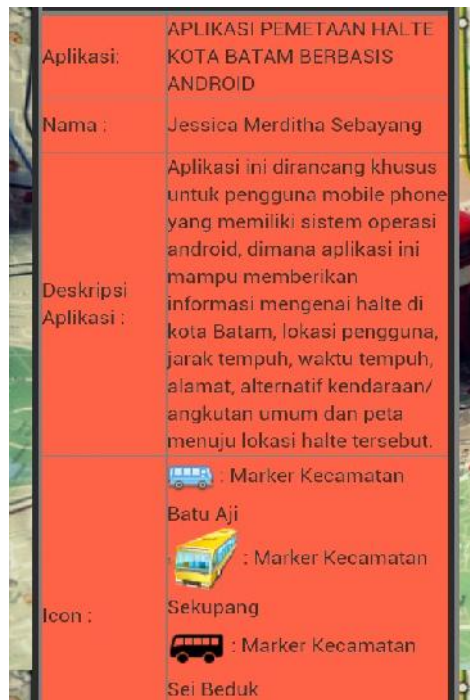 Aplikasi:
APLIKASI PEMETAAN HALTE
KOTA BATAM BERBASIS
ANDROID
Nama :
Jessica Merditha Sebayang
Deskripsi
Aplikasi :
Aplikasi ini dirancang khusus
untuk pengguna mobile phone
yang memiliki sistem operasi
android, dimana aplikasi ini
mampu memberikan
informasi mengenai halte di
kota Batam, lokasi pengguna,
jarak tempuh, waktu tempuh,
alamat, alternatif kendaraan/
angkutan umum dan peta
menuju lokasi halte tersebut.
Icon :
: Marker Kecamatan
Batu Aji
: Marker Kecamatan
Sekupang
: Marker Kecamatan
Sei Beduk